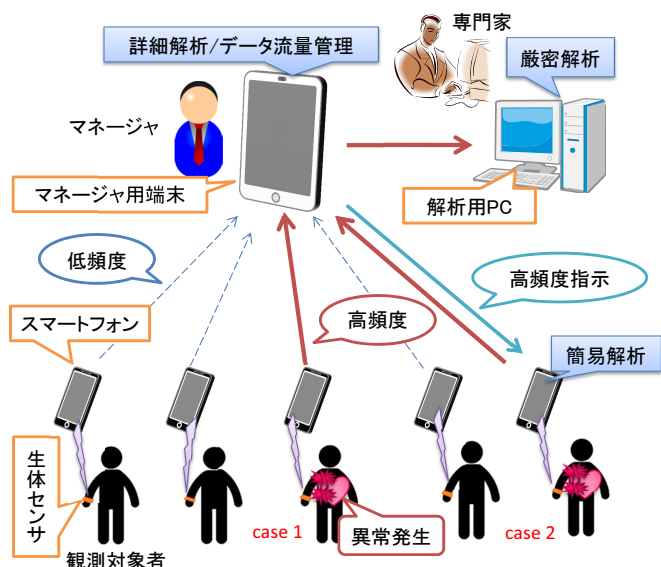 専門家
詳細解析/データ流量管理
厳密解析
マネージャ
マネージャ用端末
解析用PC
低頻度
高頻度指示
スマートフォン
高頻度
簡易解析
生体センサ
case 1
異常発生
case 2
観測対象者